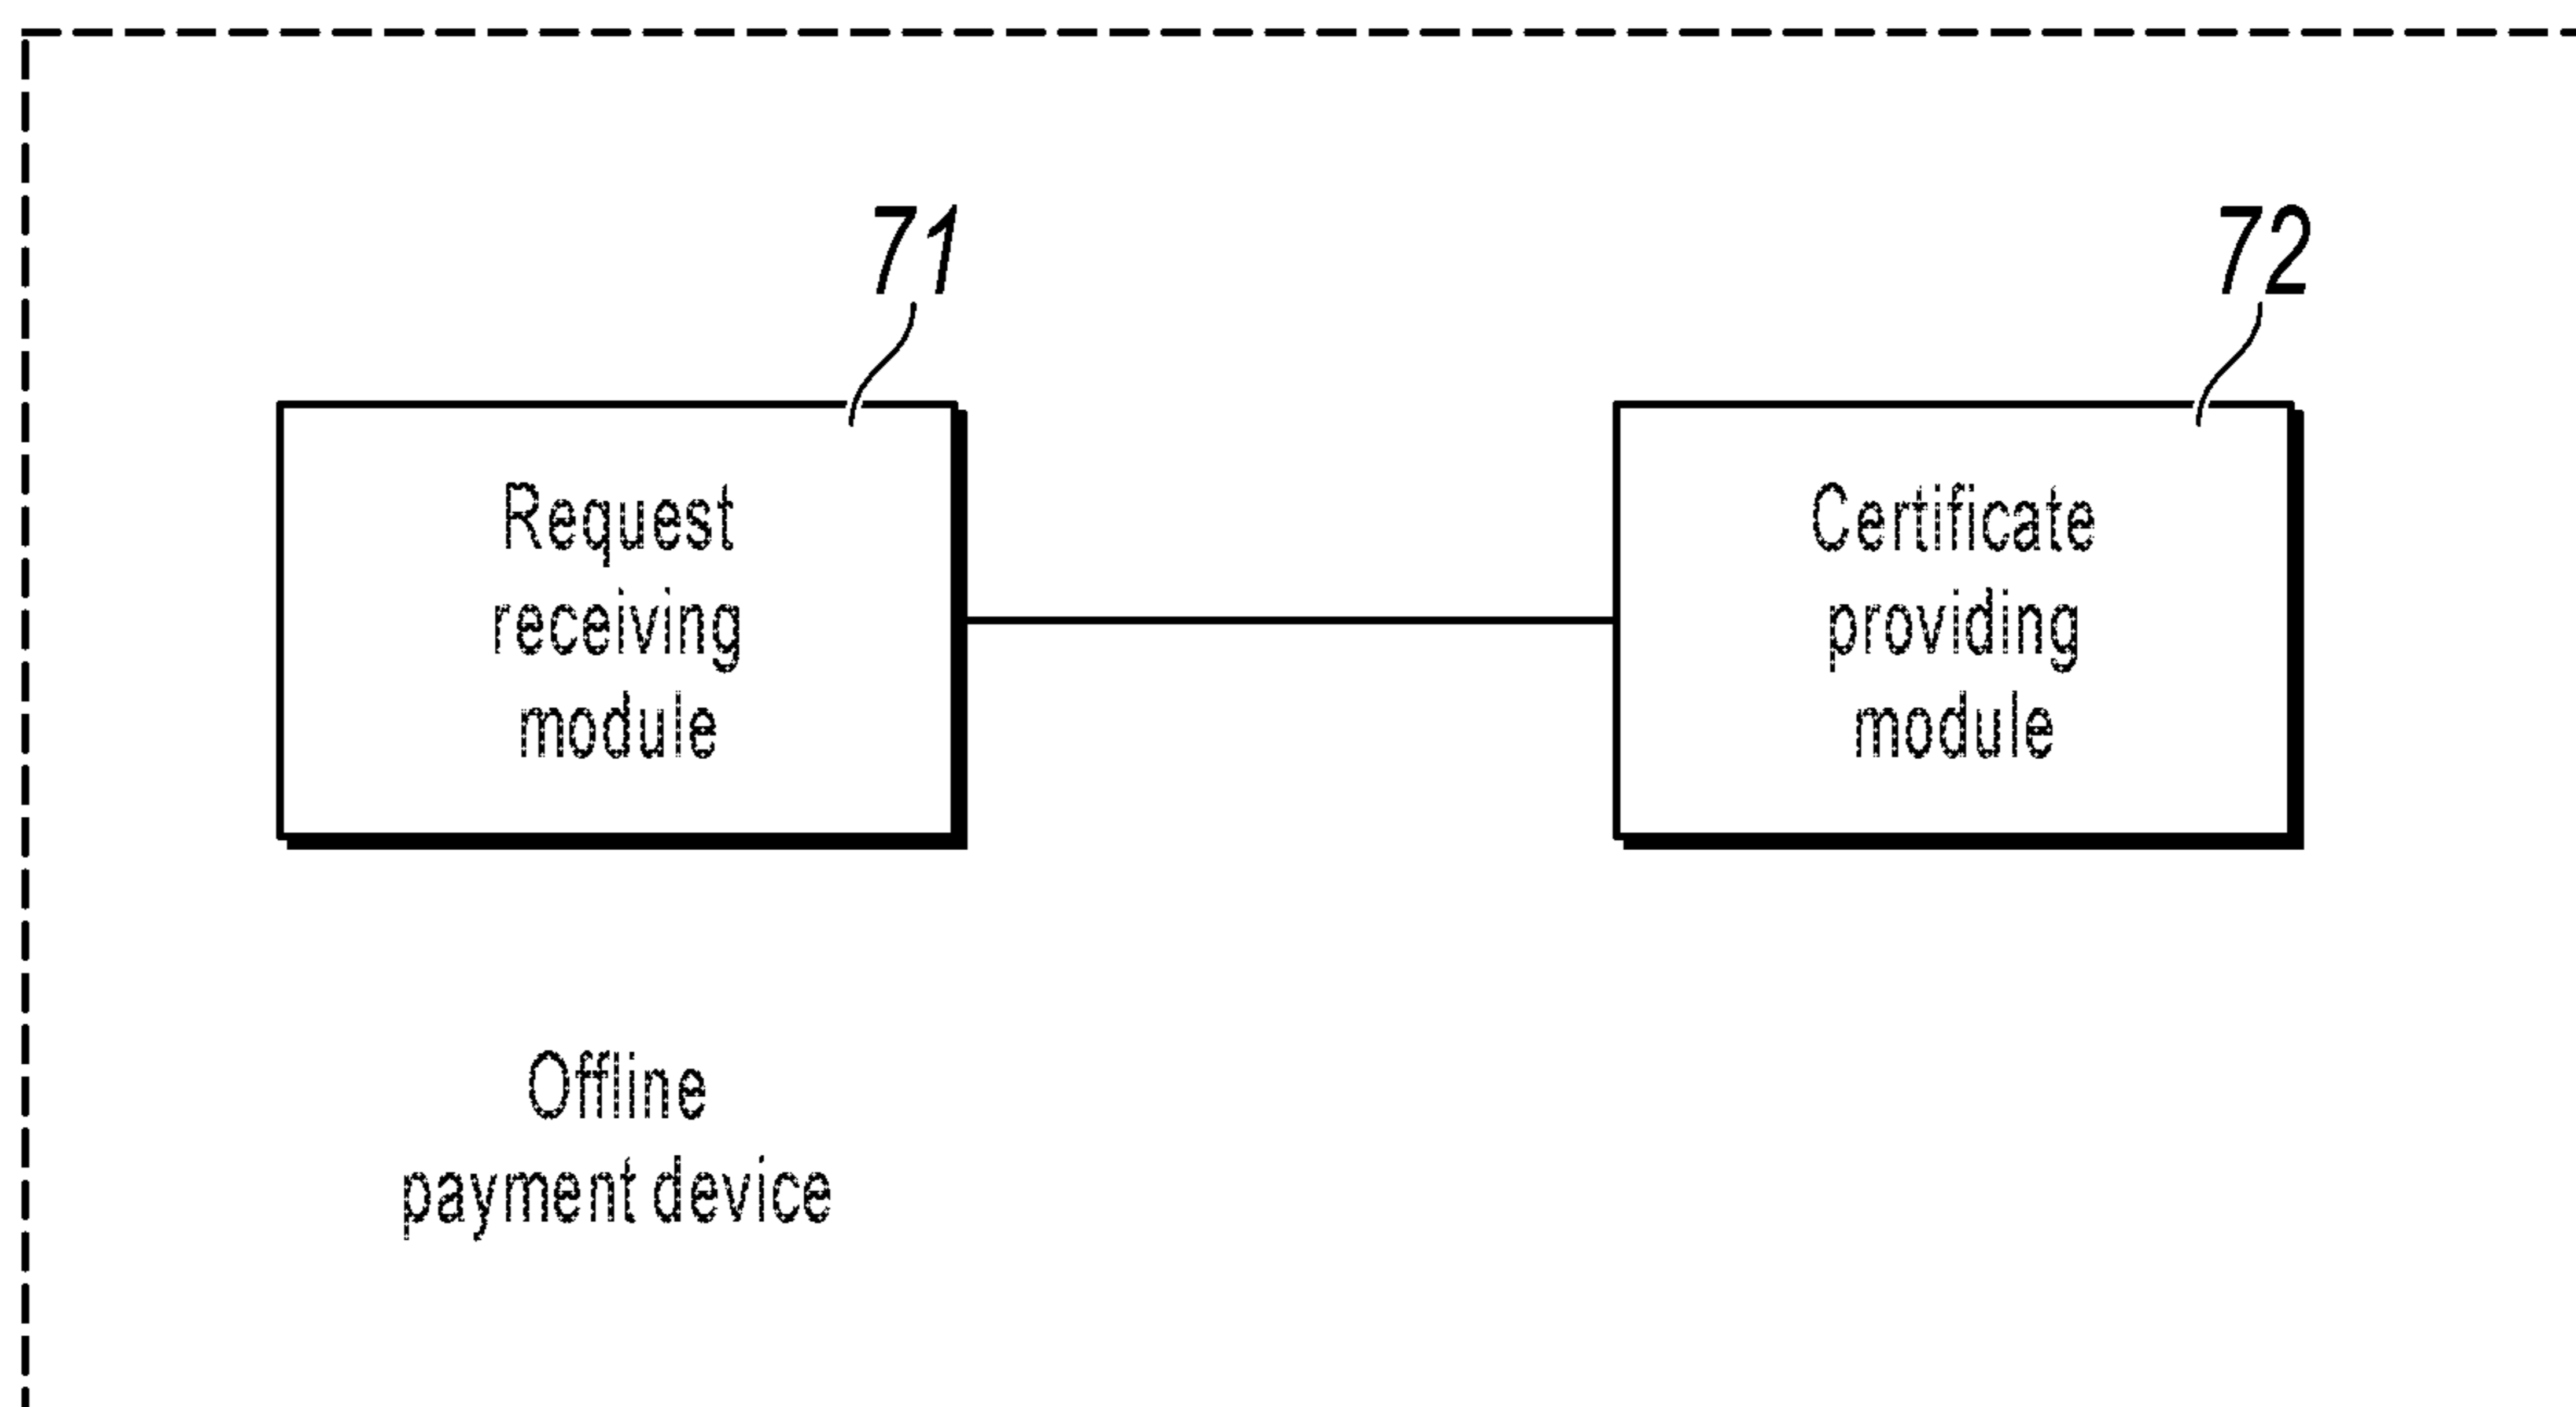 71
72
Request
receiving
module
Certificate
providing
module
Offline
payment device